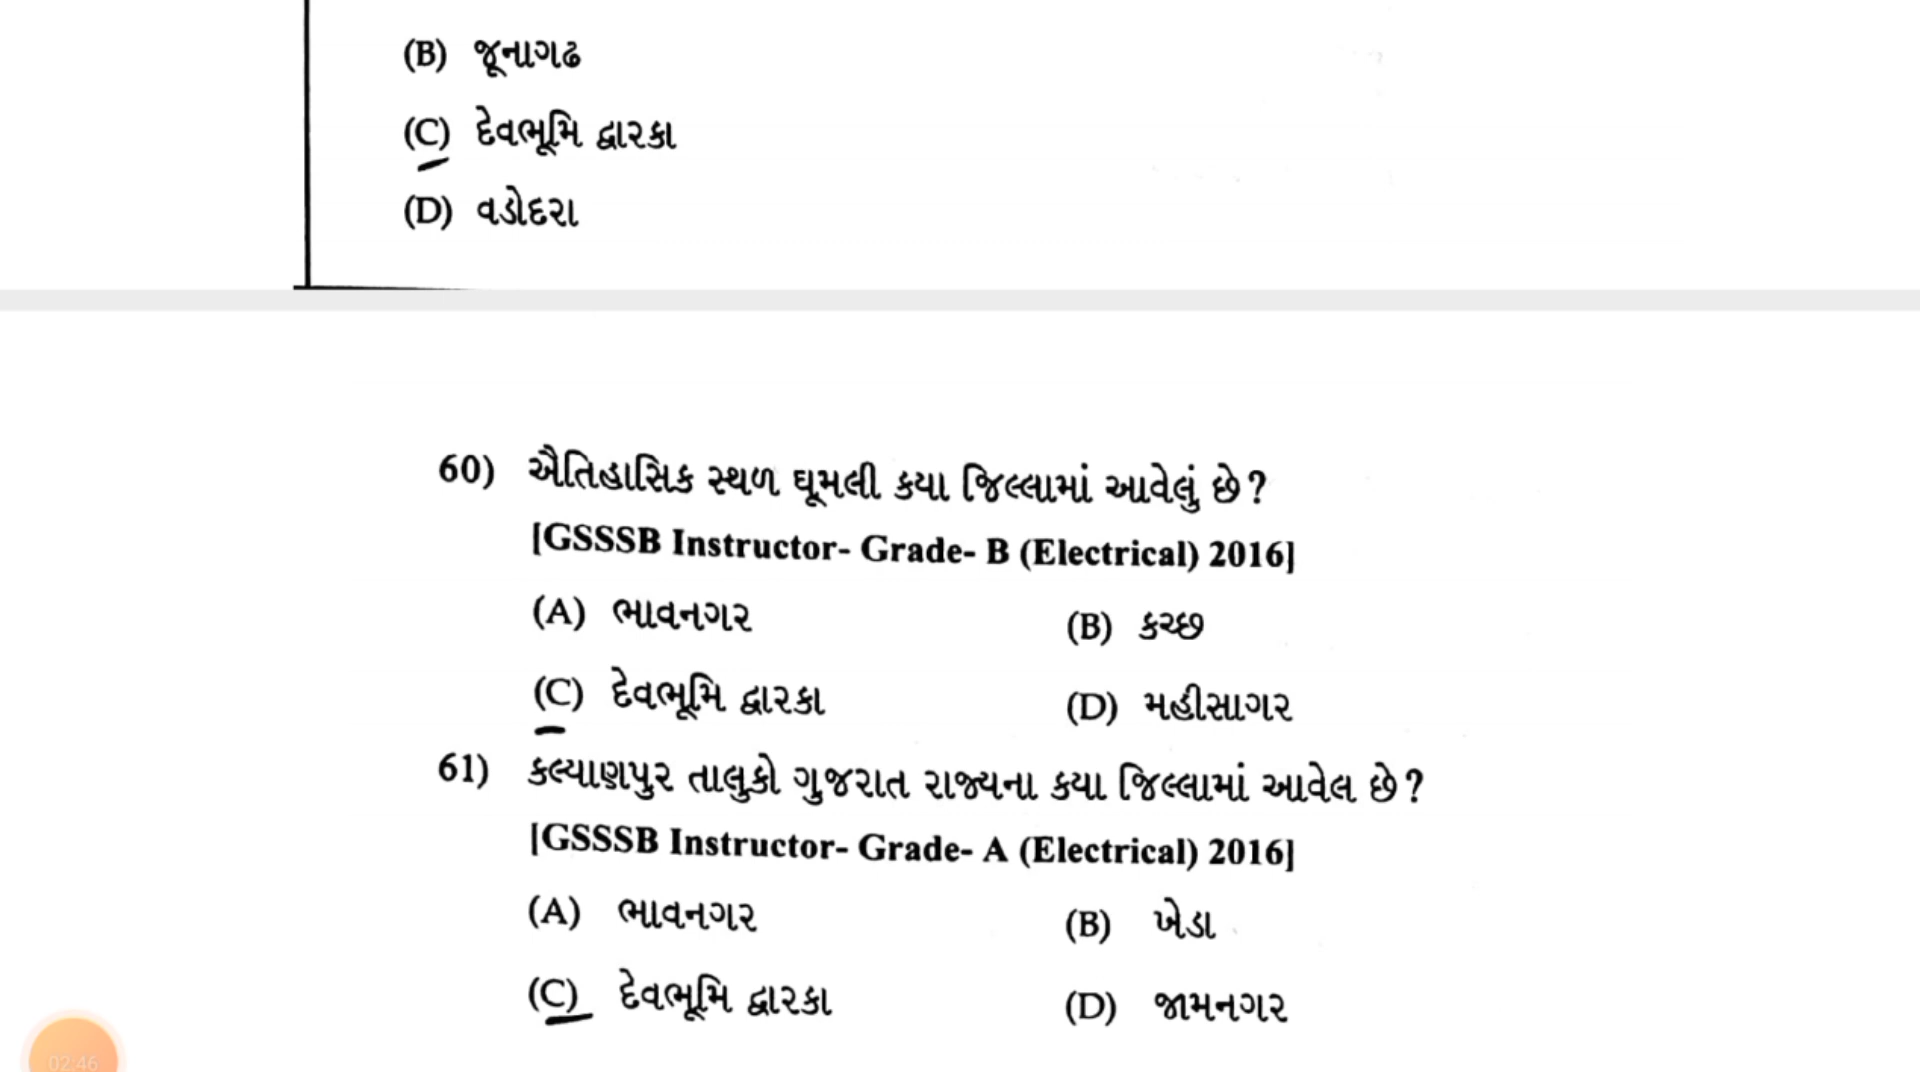 (B) જૂનાગઢ
(C) દેવભૂમિ દ્વારકા
(D) વડોદરા
60) ઐતિહાસિક સ્થળ ઘૂમલી કયા જિલ્લામાં આવેલું છે?
[GSSSB Instructor- Grade- B (Electrical) 2016]
(A) ભાવનગર (B) કચ્છ
(C) દેવભૂમિ દ્વારકા (D) મહીસાગર
61) કલ્યાણપુર તાલુકો ગુજરાત રાજ્યના કયા જિલ્લામાં આવેલ છે?
[GSSSB Instructor- Grade- A (Electrical) 2016]
(A) ભાવનગર (B) ખેડા
(C) દેવભૂમિ દ્વારકા (D) જામનગર
02:46